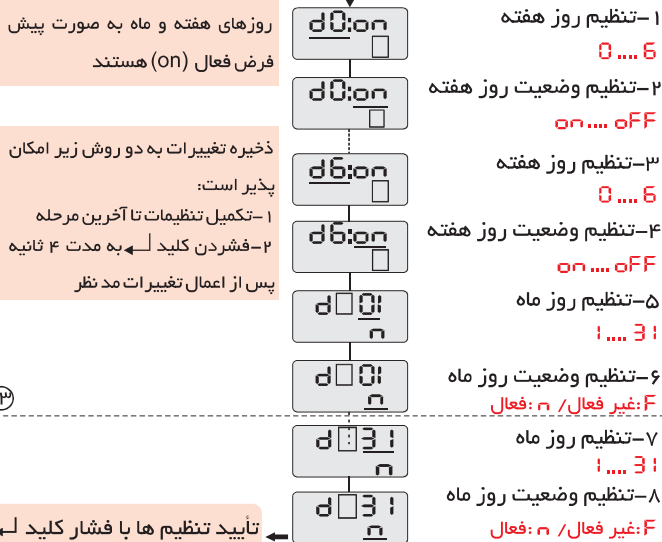 ۱-تنظیم روز هفته
0 .... 6
d0:on
روزهای هفته و ماه به صورت پیش
فرض فعال (on) هستند
۲-تنظیم وضعیت روز هفته
on .... oFF
d0:on
۳-تنظیم روز هفته
0 .... 6
d6:on
ذخیره تغییرات به دو روش زیر امکان
پذیر است:
۱-تکمیل تنظیمات تا آخرین مرحله
۲-فشردن کلید ↵ به مدت ۴ ثانیه
پس از اعمال تغییرات مد نظر
۴-تنظیم وضعیت روز هفته
on .... oFF
d6:on
۵-تنظیم روز ماه
1 .... 31
d 01
n
۶-تنظیم وضعیت روز ماه
F:غیر فعال/ n:فعال
d 01
n
۳
۷-تنظیم روز ماه
1 .... 31
d 31
n
۸-تنظیم وضعیت روز ماه
F:غیر فعال/ n:فعال
d 31
n
تأیید تنظیم ها با فشار کلید ↵